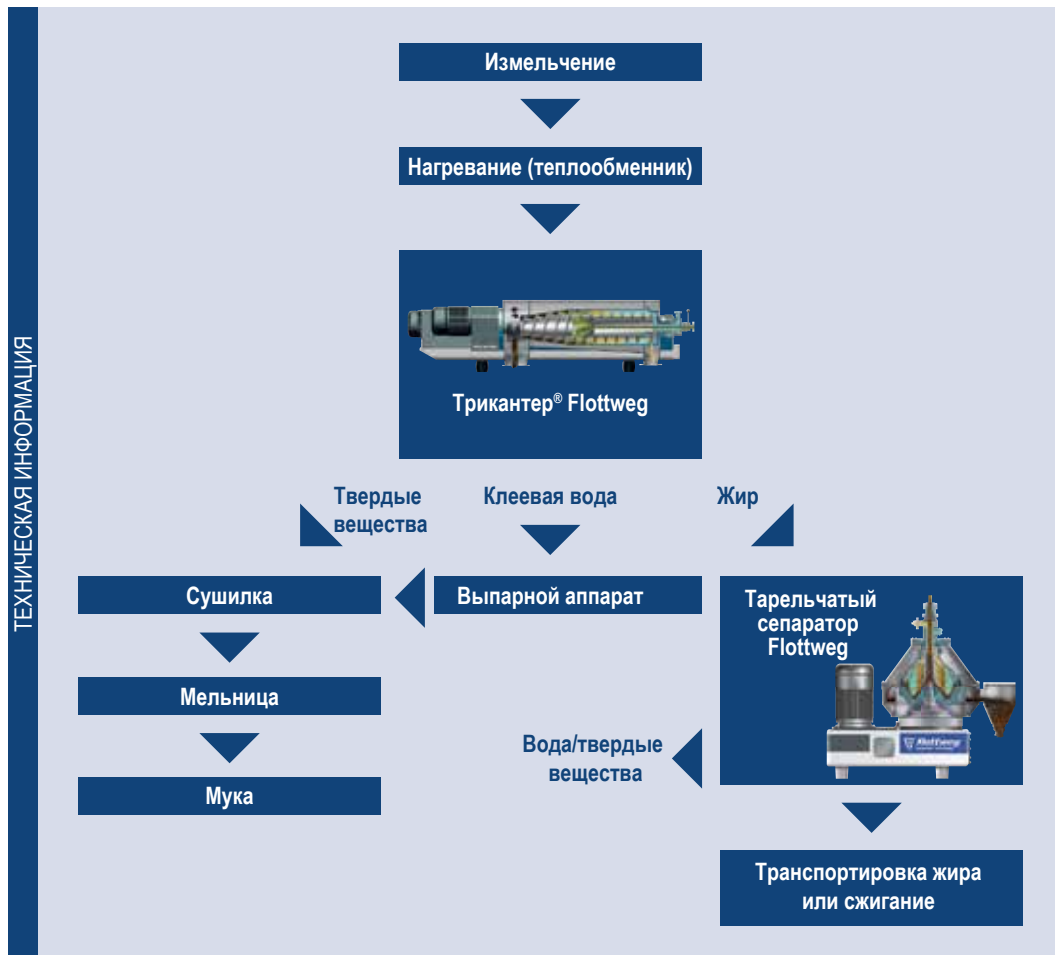 ТЕХНИЧЕСКАЯ ИНФОРМАЦИЯ
Измельчение
Нагревание (теплообменник)
Трикантер® Flottweg
Твердые
вещества
Клеевая вода
Жир
Сушилка
Выпарной аппарат
Тарельчатый
сепаратор
Flottweg
Мельница
Flottweg
Вода/твердые
вещества
Мука
Транспортировка жира
или сжигание